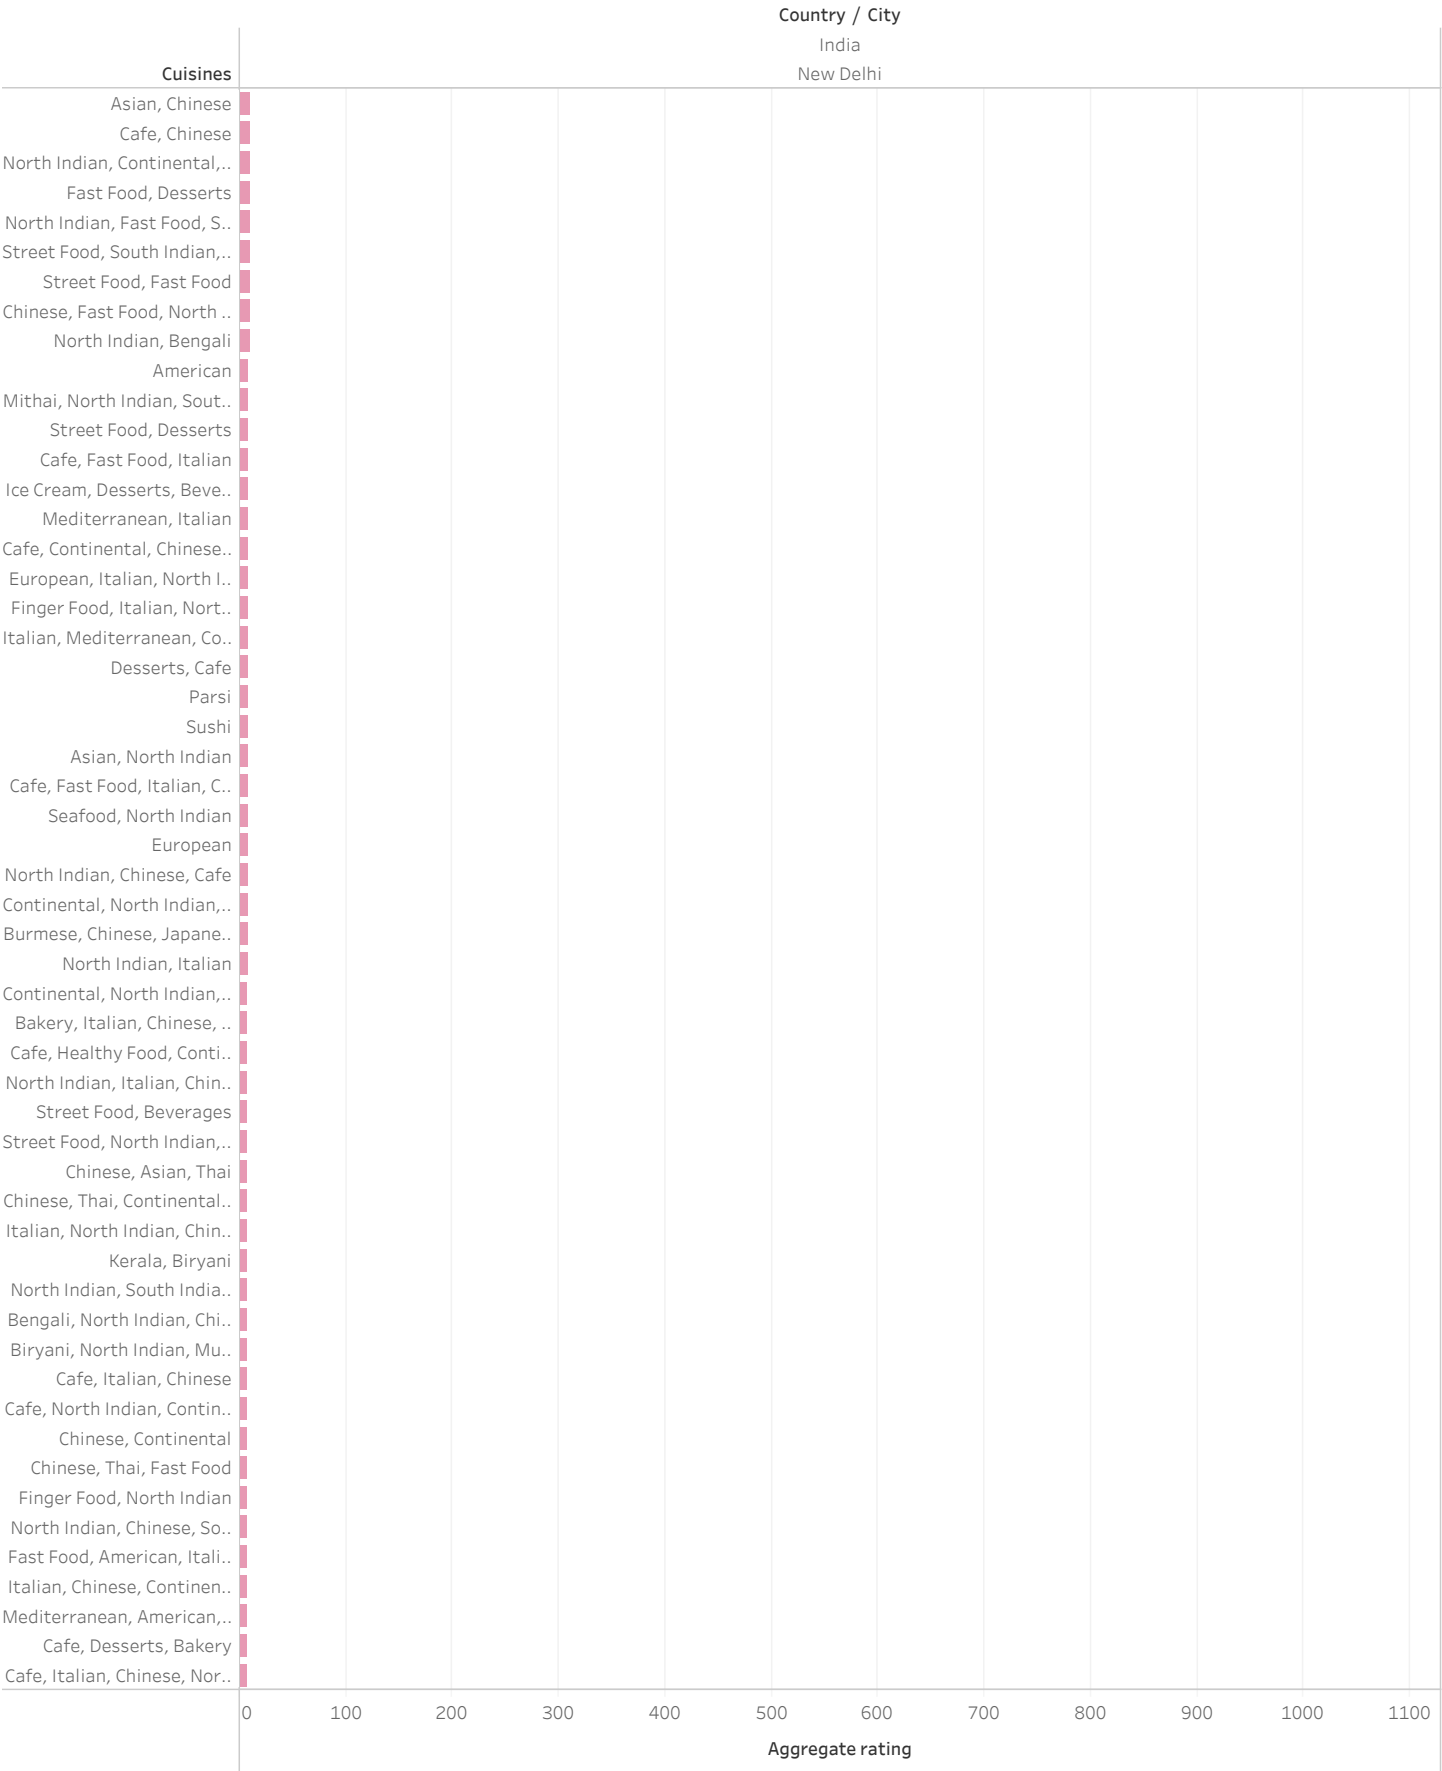 Country / City
India
Cuisines New Delhi
Asian, Chinese
Cafe, Chinese
North Indian, Continental,..
Fast Food, Desserts
North Indian, Fast Food, S..
Street Food, South Indian,..
Street Food, Fast Food
Chinese, Fast Food, North ..
North Indian, Bengali
American
Mithai, North Indian, Sout..
Street Food, Desserts
Cafe, Fast Food, Italian
Ice Cream, Desserts, Beve..
Mediterranean, Italian
Cafe, Continental, Chinese..
European, Italian, North I..
Finger Food, Italian, Nort..
Italian, Mediterranean, Co..
Desserts, Cafe
Parsi
Sushi
Asian, North Indian
Cafe, Fast Food, Italian, C..
Seafood, North Indian
European
North Indian, Chinese, Cafe
Continental, North Indian,..
Burmese, Chinese, Japane..
North Indian, Italian
Continental, North Indian,..
Bakery, Italian, Chinese, ..
Cafe, Healthy Food, Conti..
North Indian, Italian, Chin..
Street Food, Beverages
Street Food, North Indian,..
Chinese, Asian, Thai
Chinese, Thai, Continental..
Italian, North Indian, Chin..
Kerala, Biryani
North Indian, South India..
Bengali, North Indian, Chi..
Biryani, North Indian, Mu..
Cafe, Italian, Chinese
Cafe, North Indian, Contin..
Chinese, Continental
Chinese, Thai, Fast Food
Finger Food, North Indian
North Indian, Chinese, So..
Fast Food, American, Itali..
Italian, Chinese, Continen..
Mediterranean, American,..
Cafe, Desserts, Bakery
Cafe, Italian, Chinese, Nor..
0 100 200 300 400 500 600 700 800 900 1000 1100
Aggregate rating